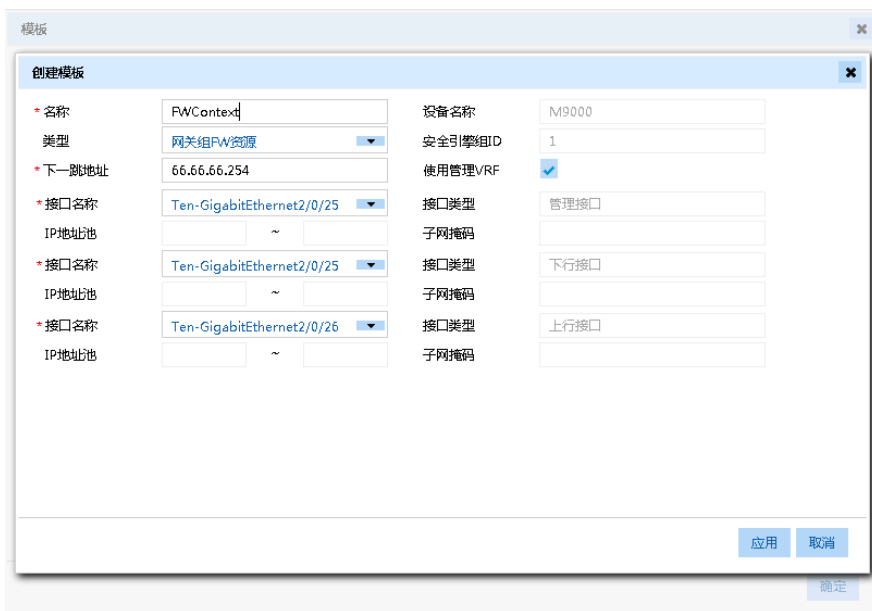 模板
创建模板
* 名称 FWContext 设备名称 M9000
类型 网关组FW资源 安全引擎组ID 1
* 下一跳地址 66.66.66.254 使用管理VRF
* 接口名称 Ten-GigabitEthernet2/0/25 接口类型 管理接口
IP地址池 ~ 子网掩码
* 接口名称 Ten-GigabitEthernet2/0/25 接口类型 下行接口
IP地址池 ~ 子网掩码
* 接口名称 Ten-GigabitEthernet2/0/26 接口类型 上行接口
IP地址池 ~ 子网掩码
应用 取消
确定